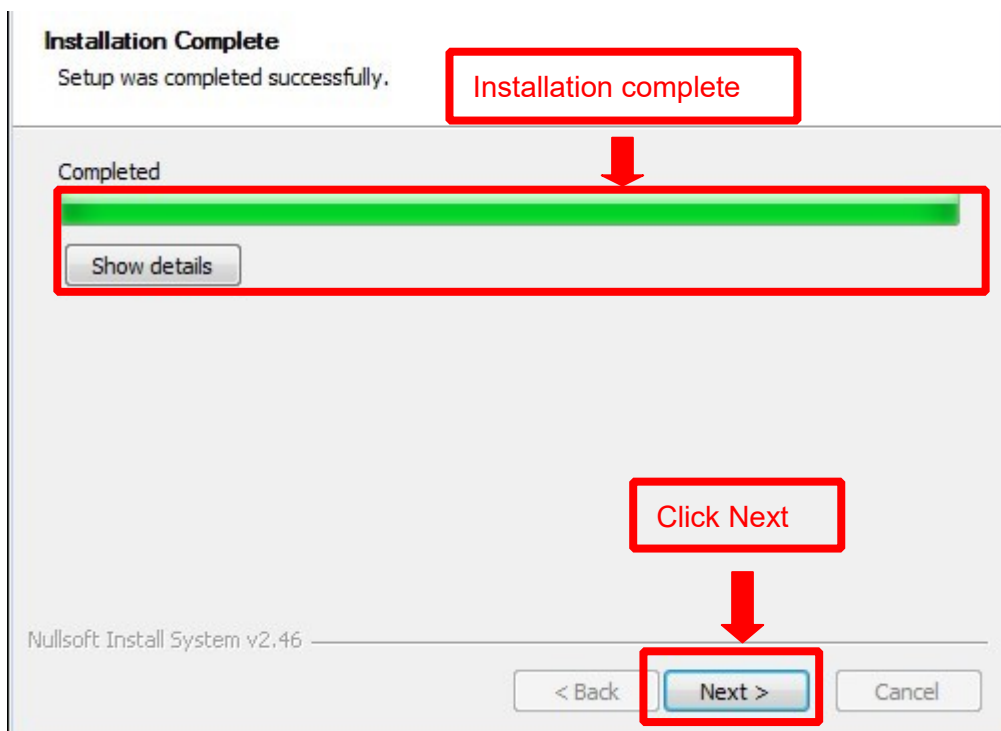 Installation Complete
Setup was completed successfully.
Installation complete
Completed
Show details
Click Next
Nullsoft Install System v2.46
< Back
Next >
Cancel